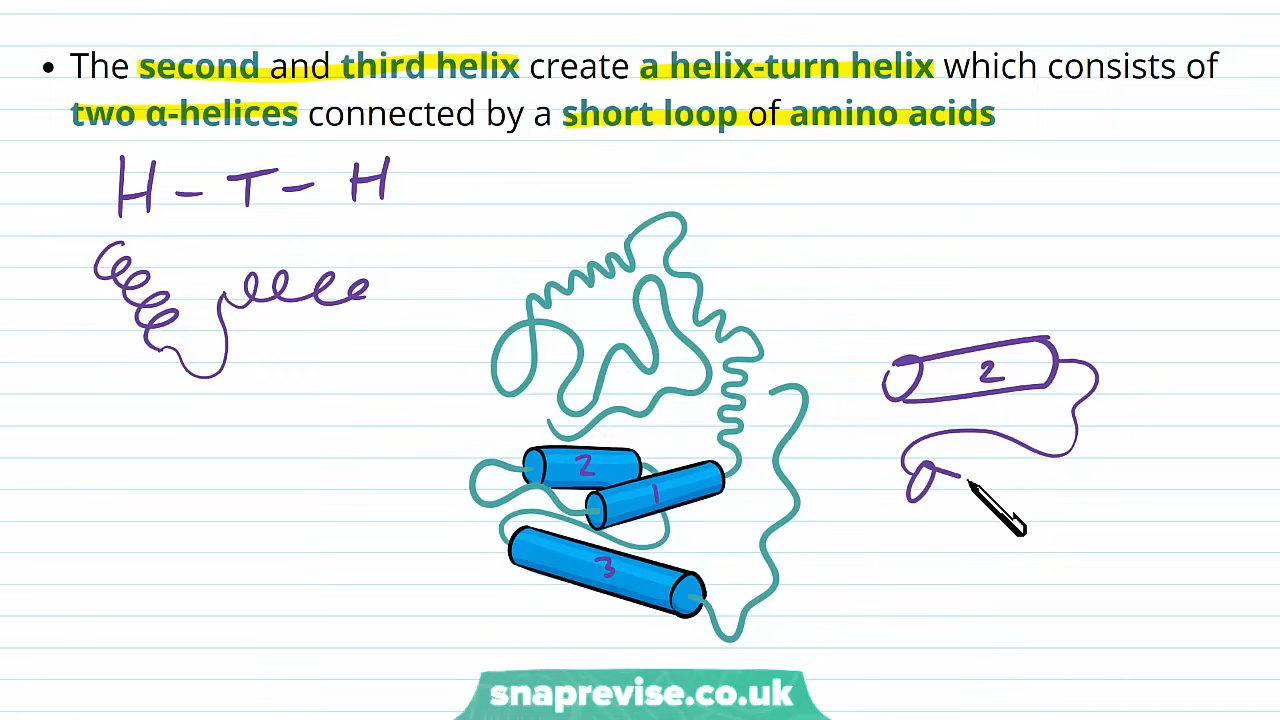 • The second and third helix create a helix-turn helix which consists of
two α-helices connected by a short loop of amino acids
H - T - H
2
2
1
3
snaprevise.co.uk